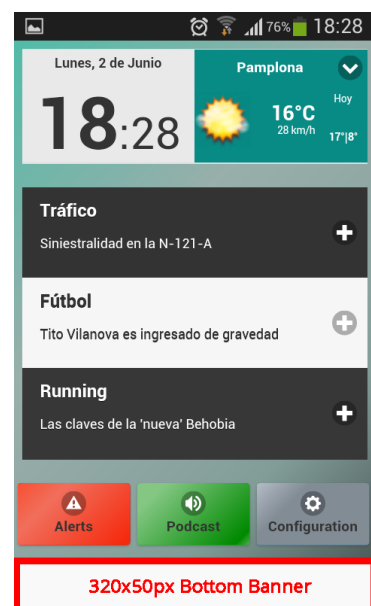 76% 18:28
Lunes, 2 de Junio
18:28
Pamplona
16°C
28 km/h
Hoy
17°|8°
Tráfico
Siniestralidad en la N-121-A
Fútbol
Tito Vilanova es ingresado de gravedad
Running
Las claves de la 'nueva' Behobia
Alerts
Podcast
Configuration
320x50px Bottom Banner